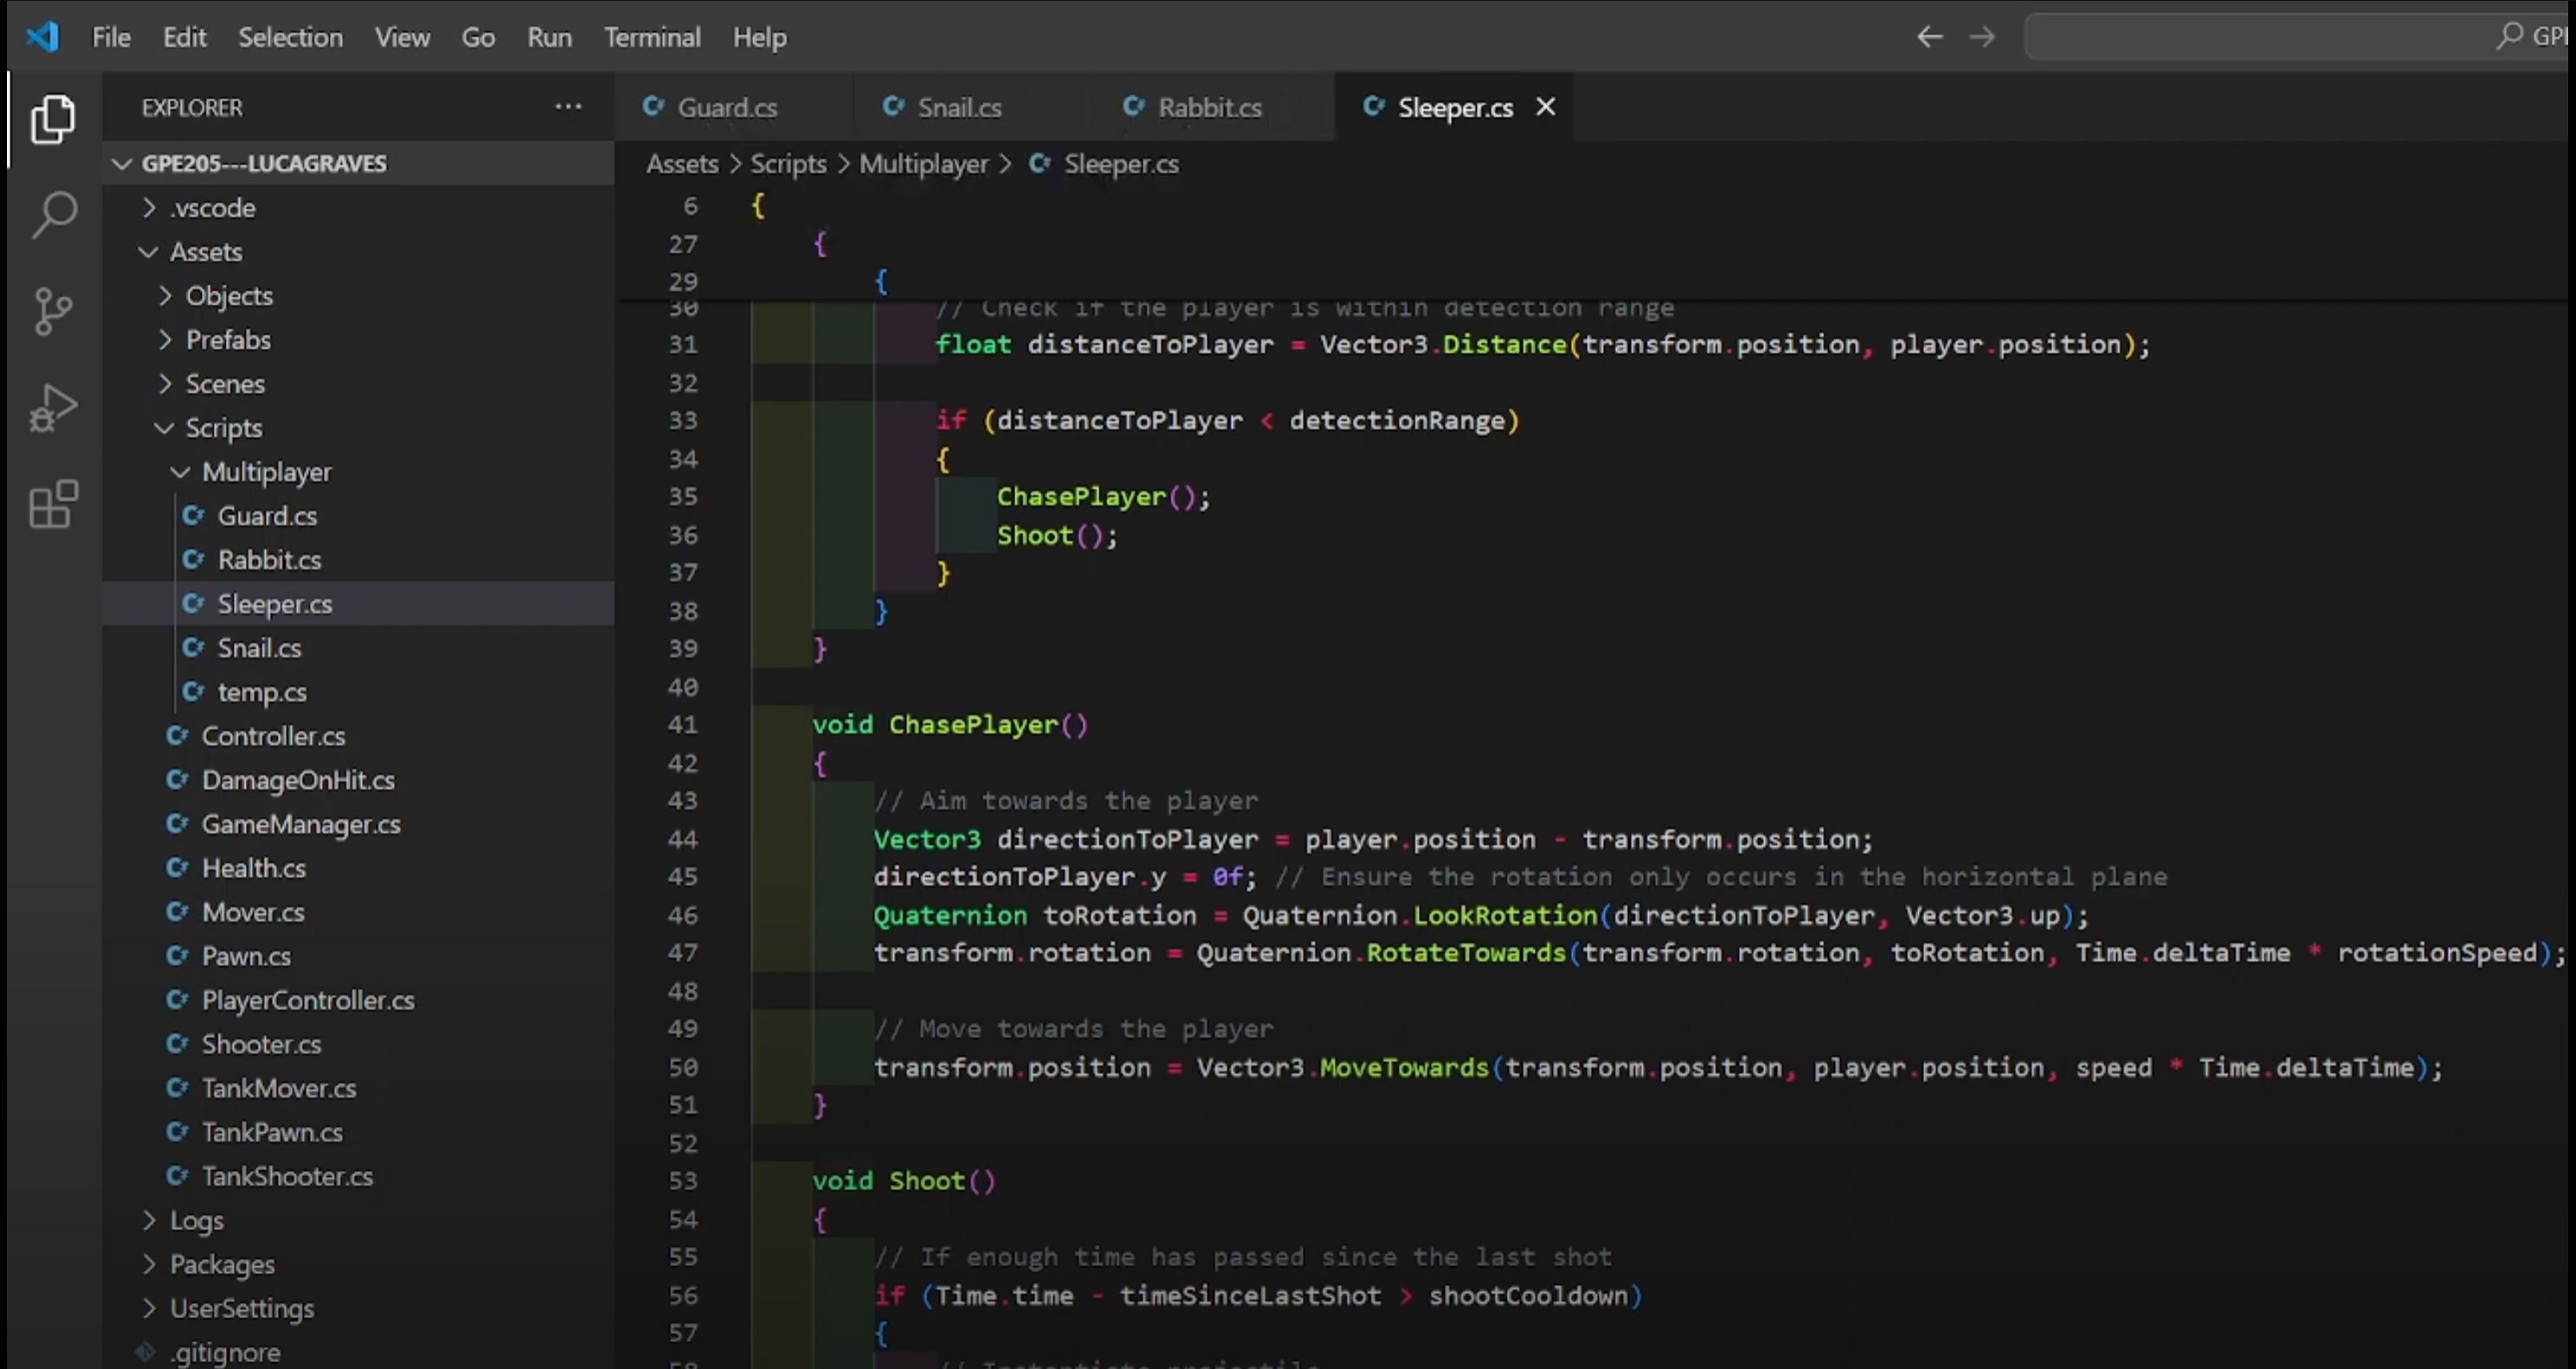 File Edit Selection View Go Run Terminal Help
GPE
EXPLORER ...
Guard.cs Snail.cs Rabbit.cs Sleeper.cs
GPE205---LUCAGRAVES
.vscode
Assets
Objects
Prefabs
Scenes
Scripts
Multiplayer
Guard.cs
Rabbit.cs
Sleeper.cs
Snail.cs
temp.cs
Controller.cs
DamageOnHit.cs
GameManager.cs
Health.cs
Mover.cs
Pawn.cs
PlayerController.cs
Shooter.cs
TankMover.cs
TankPawn.cs
TankShooter.cs
Logs
Packages
UserSettings
.gitignore
Assets > Scripts > Multiplayer > Sleeper.cs
6 {
27 {
29 {
30 // Check if the player is within detection range
31 float distanceToPlayer = Vector3.Distance(transform.position, player.position);
32
33 if (distanceToPlayer < detectionRange)
34 {
35 ChasePlayer();
36 Shoot();
37 }
38 }
39 }
40
41 void ChasePlayer()
42 {
43 // Aim towards the player
44 Vector3 directionToPlayer = player.position - transform.position;
45 directionToPlayer.y = 0f; // Ensure the rotation only occurs in the horizontal plane
46 Quaternion toRotation = Quaternion.LookRotation(directionToPlayer, Vector3.up);
47 transform.rotation = Quaternion.RotateTowards(transform.rotation, toRotation, Time.deltaTime * rotationSpeed);
48
49 // Move towards the player
50 transform.position = Vector3.MoveTowards(transform.position, player.position, speed * Time.deltaTime);
51 }
52
53 void Shoot()
54 {
55 // If enough time has passed since the last shot
56 if (Time.time - timeSinceLastShot > shootCooldown)
57 {
58 // Instantiate projectile